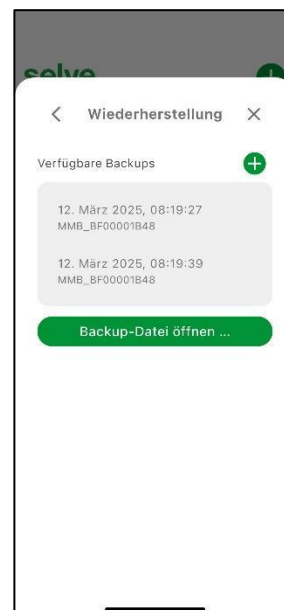 selve
Wiederherstellung
Verfügbare Backups
12. März 2025, 08:19:27
MMB_BF00001B48
12. März 2025, 08:19:39
MMB_BF00001B48
Backup-Datei öffnen ...